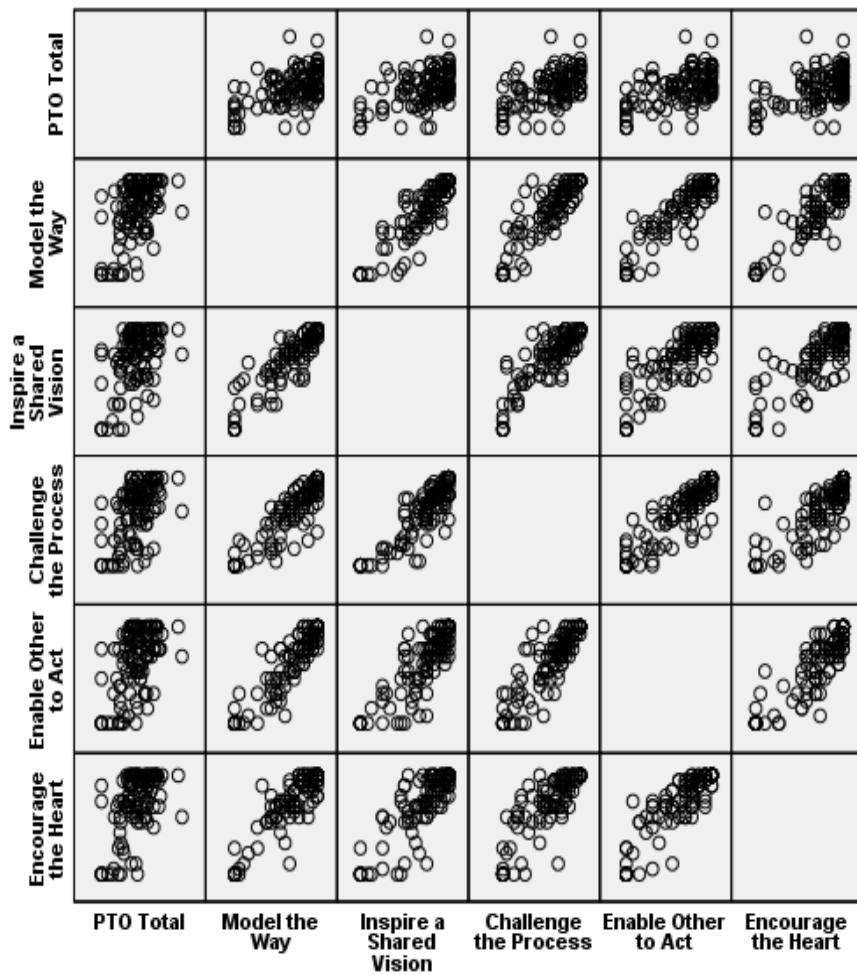 PTO Total
Model the
Way
Inspire a
Shared
Vision
Challenge
the Process
Enable Other
to Act
Encourage
the Heart
PTO Total
Model the
Way
Inspire a
Shared
Vision
Challenge
the Process
Enable Other
to Act
Encourage
the Heart